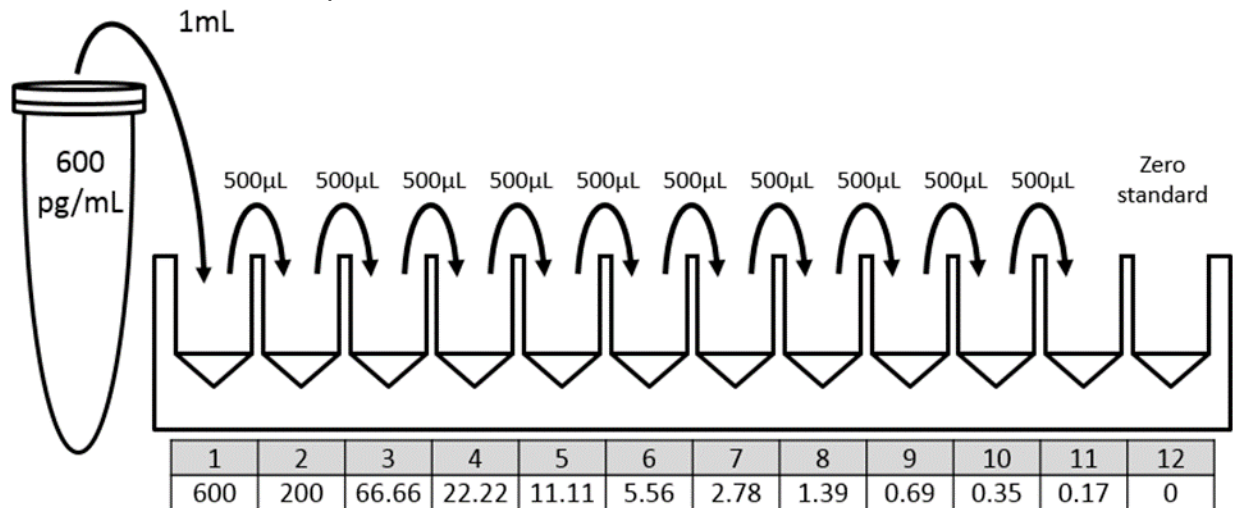 1mL
600
pg/mL
500µL 500µL 500µL 500µL 500µL 500µL 500µL 500µL 500µL 500µL
Zero
standard
1 2 3 4 5 6 7 8 9 10 11 12
600 200 66.66 22.22 11.11 5.56 2.78 1.39 0.69 0.35 0.17 0